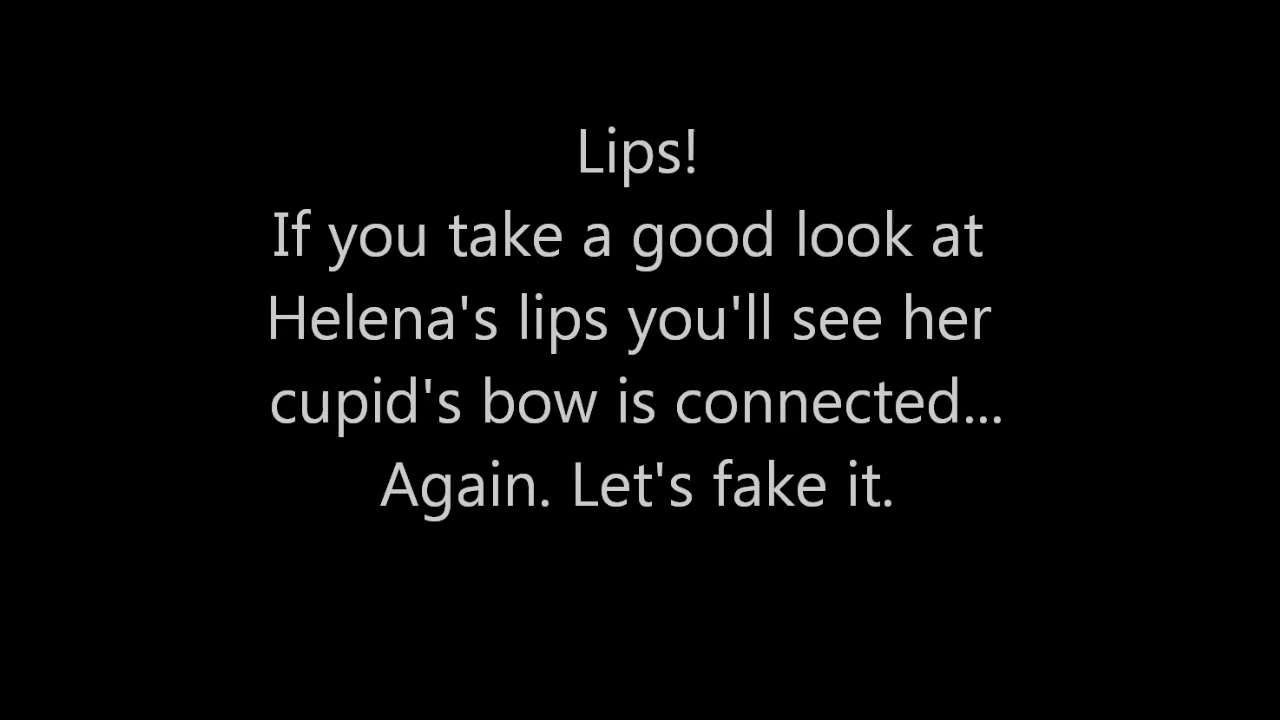 Lips!
If you take a good look at
Helena's lips you'll see her
cupid's bow is connected...
Again. Let's fake it.